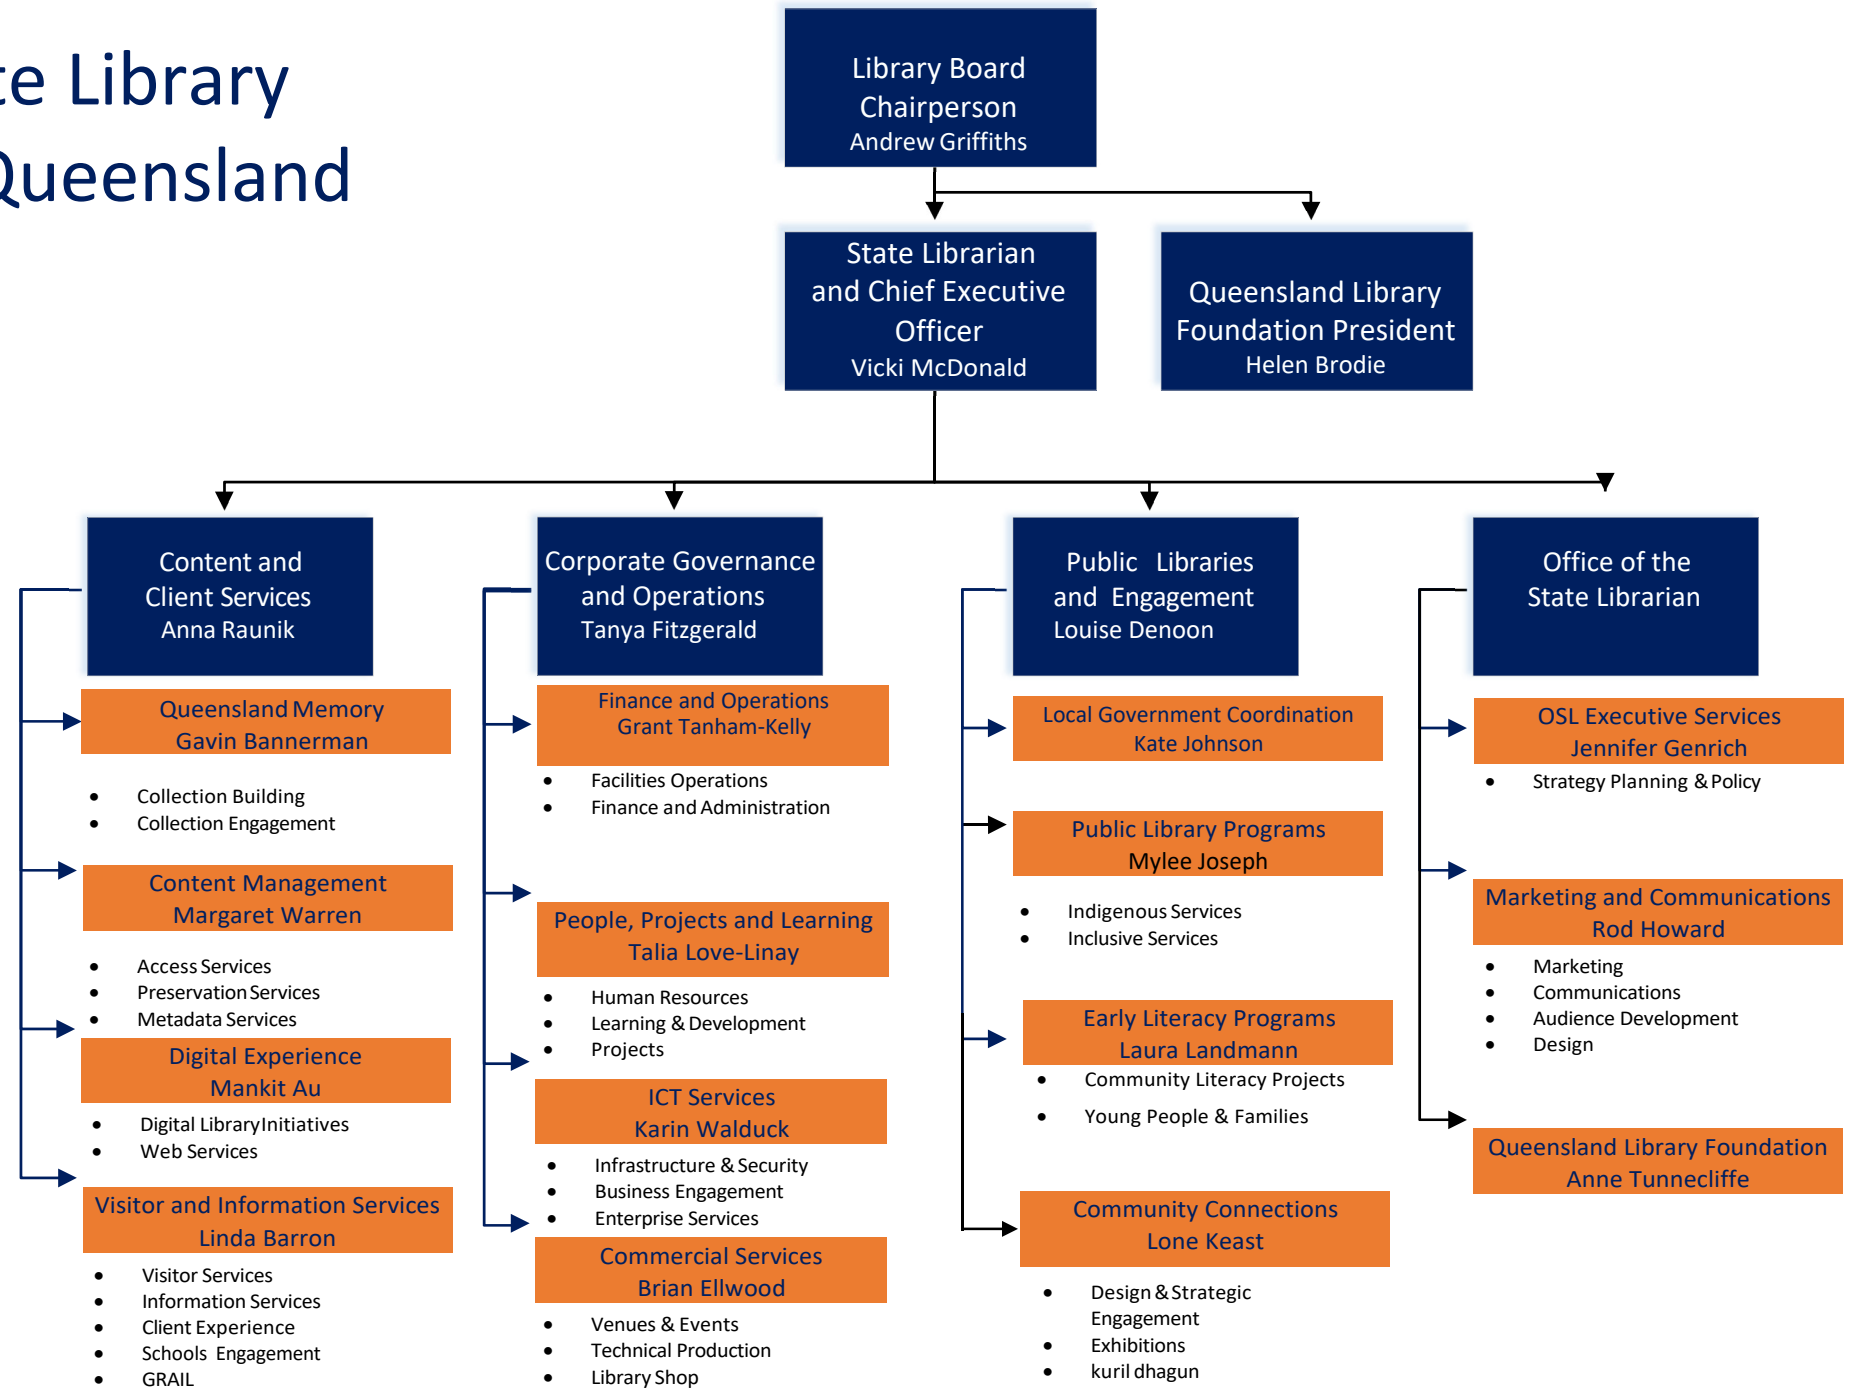 te Library
Queensland
Library Board
Chairperson
Andrew Griffiths
State Librarian
and Chief Executive
Officer
Vicki McDonald
Queensland Library
Foundation President
Helen Brodie
Content and
Client Services
Anna Raunik
Queensland Memory
Gavin Bannerman
• Collection Building
• Collection Engagement
Content Management
Margaret Warren
• Access Services
• Preservation Services
• Metadata Services
Digital Experience
Mankit Au
• Digital Library Initiatives
• Web Services
Visitor and Information Services
Linda Barron
• Visitor Services
• Information Services
• Client Experience
• Schools Engagement
• GRAIL
Corporate Governance
and Operations
Tanya Fitzgerald
Finance and Operations
Grant Tanham-Kelly
• Facilities Operations
• Finance and Administration
People, Projects and Learning
Talia Love-Linay
• Human Resources
• Learning & Development
• Projects
ICT Services
Karin Walduck
• Infrastructure & Security
• Business Engagement
• Enterprise Services
Commercial Services
Brian Ellwood
• Venues & Events
• Technical Production
• Library Shop
Public Libraries
and Engagement
Louise Denoon
Local Government Coordination
Kate Johnson
Public Library Programs
Mylee Joseph
• Indigenous Services
• Inclusive Services
Early Literacy Programs
Laura Landmann
• Community Literacy Projects
• Young People & Families
Community Connections
Lone Keast
• Design & Strategic
Engagement
• Exhibitions
• kuril dhagun
Office of the
State Librarian
OSL Executive Services
Jennifer Genrich
• Strategy Planning & Policy
Marketing and Communications
Rod Howard
• Marketing
• Communications
• Audience Development
• Design
Queensland Library Foundation
Anne Tunnecliffe